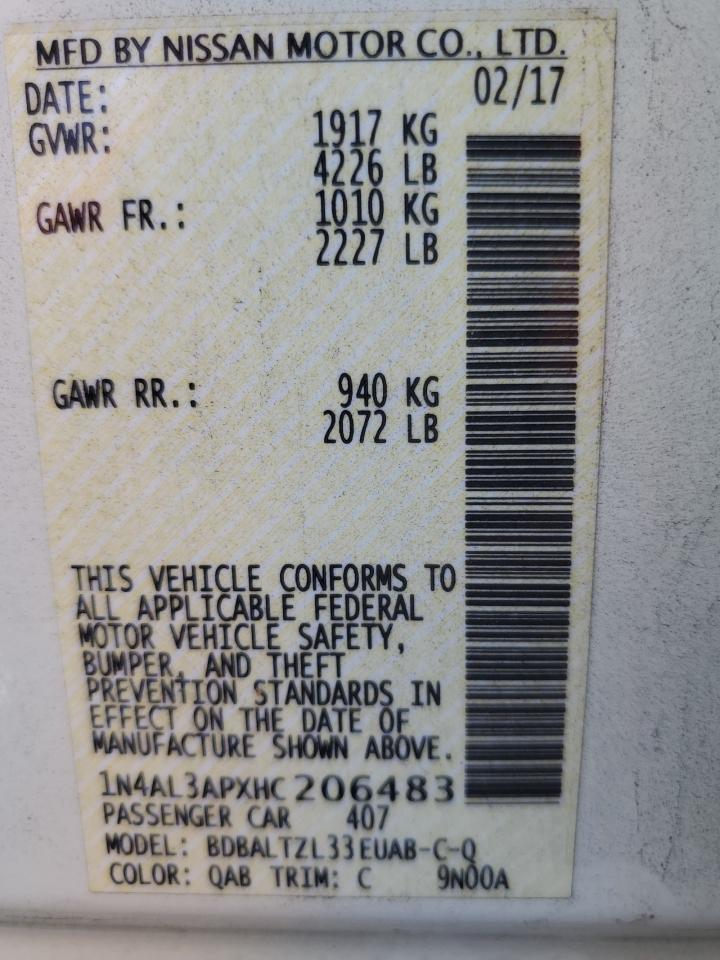 MFD BY NISSAN MOTOR CO., LTD.
DATE: 02/17
GVWR: 1917 KG
4226 LB
GAWR FR.: 1010 KG
2227 LB
GAWR RR.: 940 KG
2072 LB
THIS VEHICLE CONFORMS TO
ALL APPLICABLE FEDERAL
MOTOR VEHICLE SAFETY,
BUMPER, AND THEFT
PREVENTION STANDARDS IN
EFFECT ON THE DATE OF
MANUFACTURE SHOWN ABOVE.
1N4AL3APXHC206483
PASSENGER CAR 407
MODEL: BDBALTZL33EUAB-C-Q
COLOR: QAB TRIM: C 9N00A